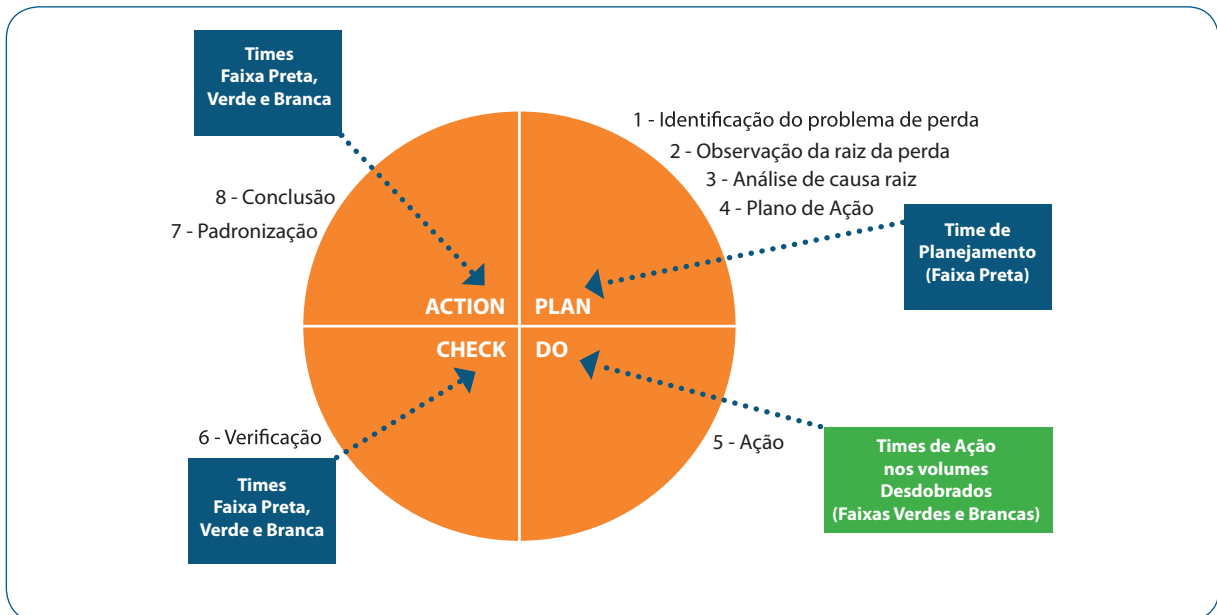 Times
Faixa Preta,
Verde e Branca
1 - Identificação do problema de perda
2 - Observação da raiz da perda
3 - Análise de causa raiz
4 - Plano de Ação
8 - Conclusão
7 - Padronização
Time de
Planejamento
(Faixa Preta)
ACTION
PLAN
CHECK
DO
6 - Verificação
5 - Ação
Times
Faixa Preta,
Verde e Branca
Times de Ação
nos volumes
Desdobrados
(Faixas Verdes e Brancas)